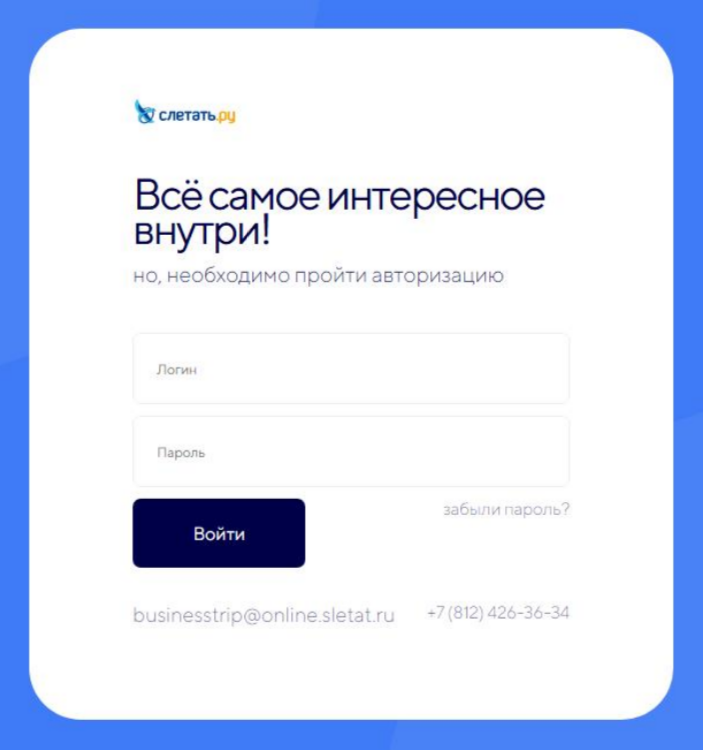 слетать.ру
Всё самое интересное
внутри!
но, необходимо пройти авторизацию
Логин
Пароль
забыли пароль?
Войти
businesstrip@online.sletat.ru +7 (812) 426-36-34